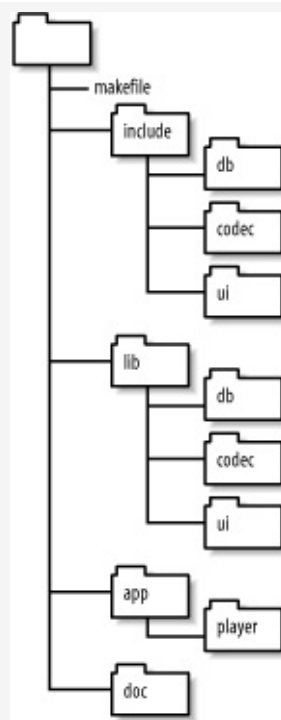 makefile
include
db
codec
ui
lib
db
codec
ui
app
player
doc